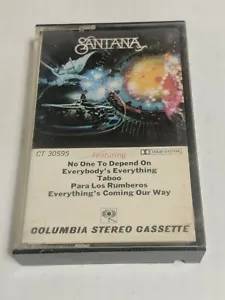 SANTANA
CT 30595
Featuring
No One To Depend On
Everybody's Everything
Taboo
Para Los Rumberos
Everything's Coming Our Way
COLUMBIA STEREO CASSETTE